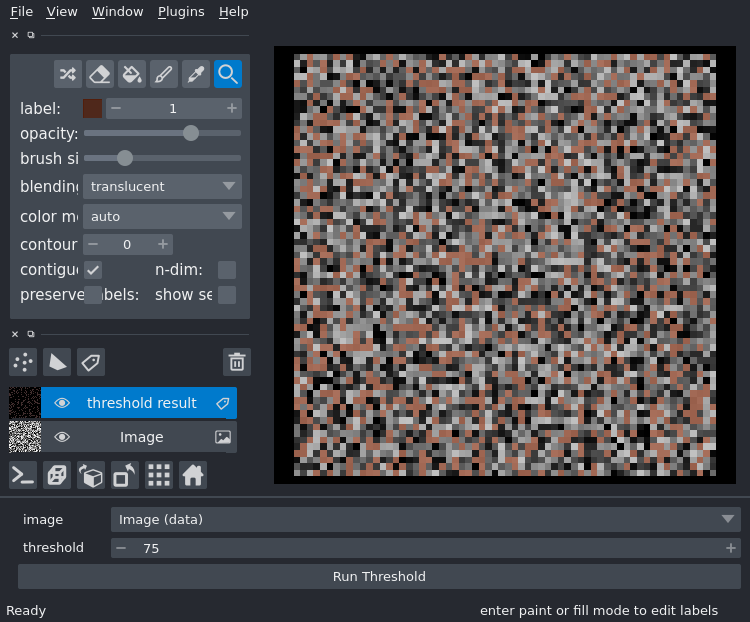 File View Window Plugins Help
label: 1
opacity:
brush si
blending translucent
color m auto
contour 0
contigu n-dim:
preserve abels: show se
threshold result
Image
image Image (data)
threshold 75
Run Threshold
Ready enter paint or fill mode to edit labels